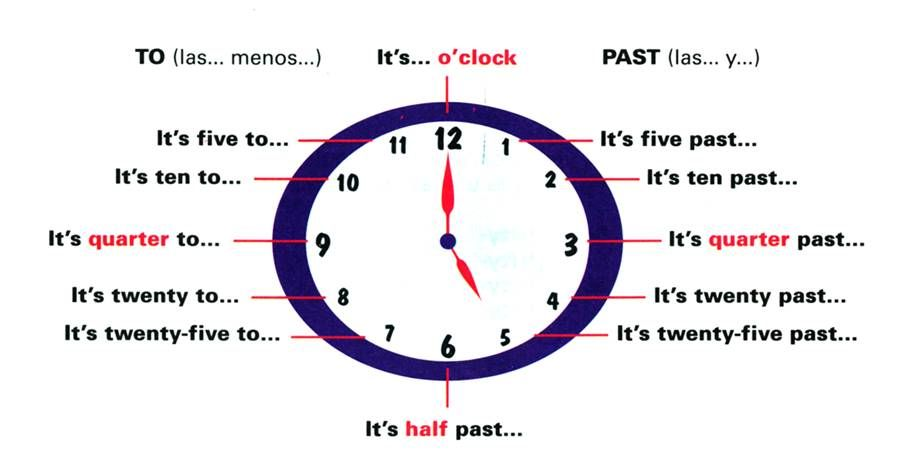 TO (las... menos...)
It's... o'clock
PAST (las... y...)
It's five to...
11
12
1
It's five past...
It's ten to...
10
2
It's ten past...
It's quarter to...
9
3
It's quarter past...
It's twenty to...
8
4
It's twenty past...
It's twenty-five to...
7
6
5
It's twenty-five past...
It's half past...